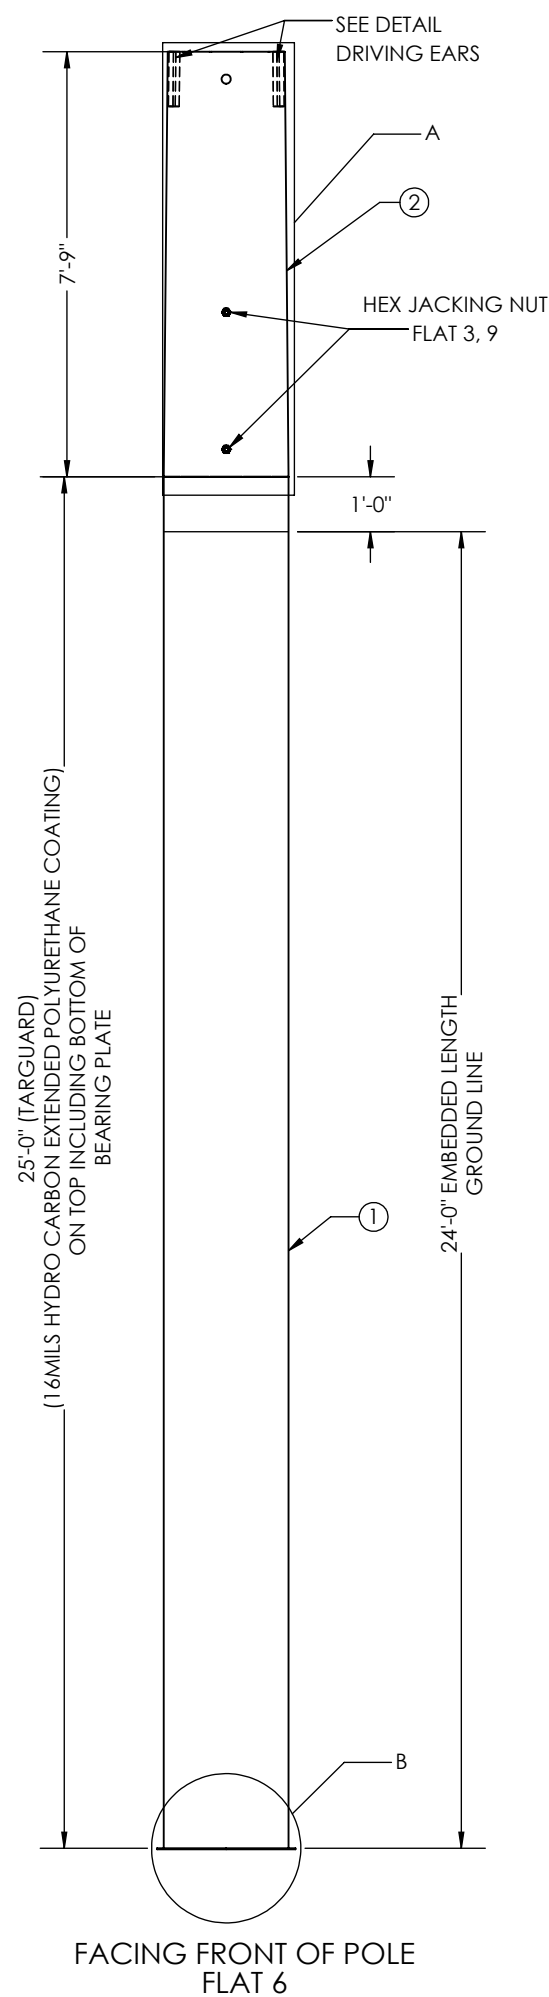 SEE DETAIL
DRIVING EARS
A
2
7'-9"
HEX JACKING NUT
FLAT 3, 9
1'-0"
25'-0" (TARGUARD)
(16MILS HYDRO CARBON EXTENDED POLYURETHANE COATING)
ON TOP INCLUDING BOTTOM OF
BEARING PLATE
24'-0" EMBEDDED LENGTH
GROUND LINE
1
B
FACING FRONT OF POLE
FLAT 6